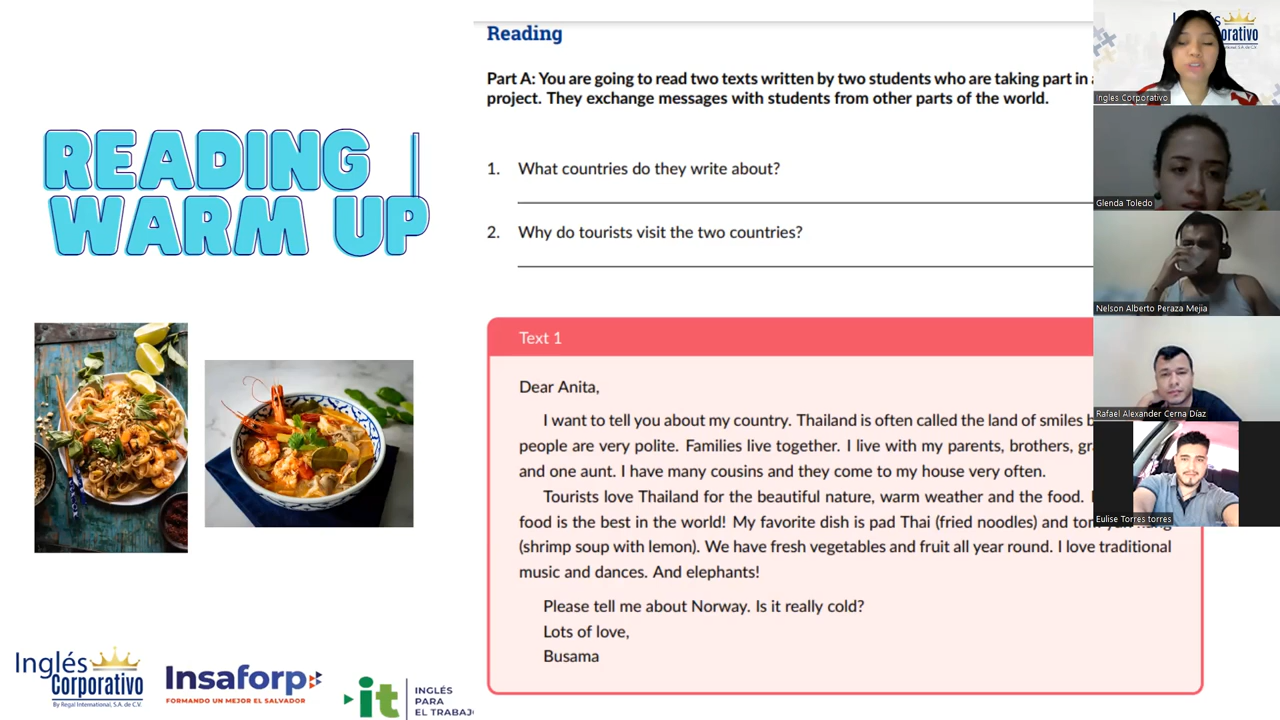 READING
WARM UP
Reading
Part A: You are going to read two texts written by two students who are taking part in
project. They exchange messages with students from other parts of the world.
1. What countries do they write about?
2. Why do tourists visit the two countries?
Text 1
Dear Anita,
I want to tell you about my country. Thailand is often called the land of smiles
people are very polite. Families live together. I live with my parents, brothers,
and one aunt. I have many cousins and they come to my house very often.
Tourists love Thailand for the beautiful nature, warm weather and the food.
food is the best in the world! My favorite dish is pad Thai (fried noodles) and
(shrimp soup with lemon). We have fresh vegetables and fruit all year round. I love traditional
music and dances. And elephants!
Please tell me about Norway. Is it really cold?
Lots of love,
Busama
Inglés
Corporativo
By Regal International, S.A. de C.V.
Insaforp
FORMANDO UN MEJOR EL SALVADOR
it
INGLÉS
PARA
EL TRABAJ
Ingles Corporativo
Glenda Toledo
Nelson Alberto Peraza Mejia
Rafael Alexander Cerna Díaz
Eulise Torres torres